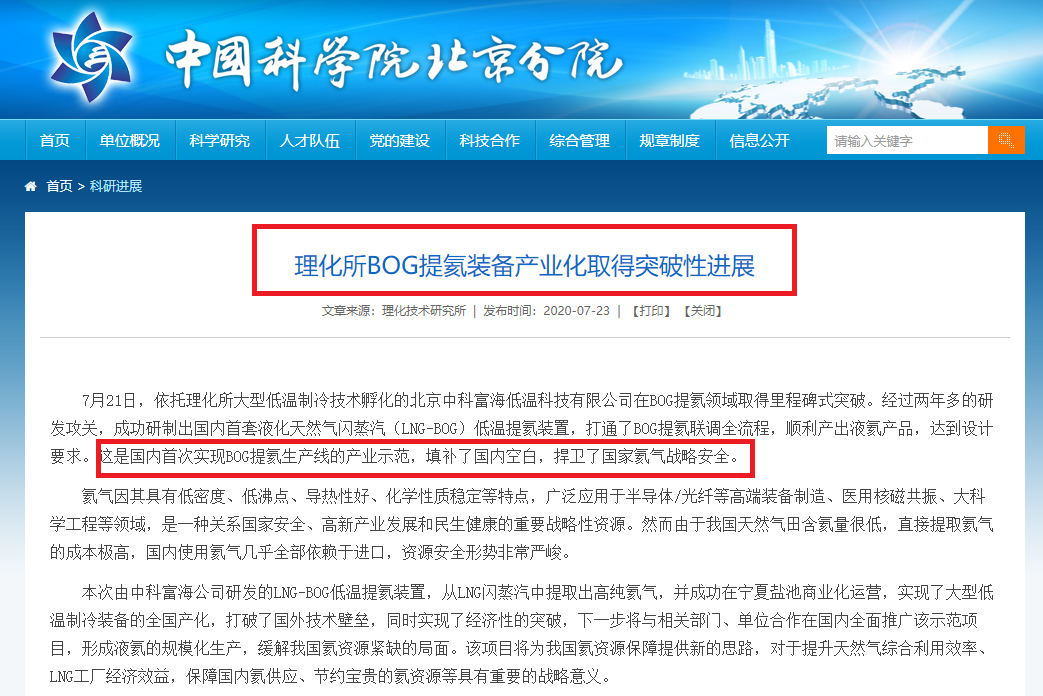 中國科学院北京分院
首页 单位概况 科学研究 人才队伍 党的建设 科技合作 综合管理 规章制度 信息公开 请输入关键字
首页 > 科研进展
理化所BOG提氦装备产业化取得突破性进展
文章来源：理化技术研究所 | 发布时间：2020-07-23 | 【打印】 【关闭】
7月21日，依托理化所大型低温制冷技术孵化的北京中科富海低温科技有限公司在BOG提氦领域取得里程碑式突破。经过两年多的研
发攻关，成功研制出国内首套液化天然气闪蒸汽（LNG-BOG）低温提氦装置，打通了BOG提氦联调全流程，顺利产出液氦产品，达到设计
要求。这是国内首次实现BOG提氦生产线的产业示范，填补了国内空白，捍卫了国家氦气战略安全。
氦气因其具有低密度、低沸点、导热性好、化学性质稳定等特点，广泛应用于半导体/光纤等高端装备制造、医用核磁共振、大科
学工程等领域，是一种关系国家安全、高新产业发展和民生健康的重要战略性资源。然而由于我国天然气田含氦量很低，直接提取氦气
的成本极高，国内使用氦气几乎全部依赖于进口，资源安全形势非常严峻。
本次由中科富海公司研发的LNG-BOG低温提氦装置，从LNG闪蒸汽中提取出高纯氦气，并成功在宁夏盐池商业化运营，实现了大型低
温制冷装备的全国产化，打破了国外技术壁垒，同时实现了经济性的突破，下一步将与相关部门、单位合作在国内全面推广该示范项
目，形成液氦的规模化生产，缓解我国氦资源紧缺的局面。该项目将为我国氦资源保障提供新的思路，对于提升天然气综合利用效率、
LNG工厂经济效益，保障国内氦供应、节约宝贵的氦资源等具有重要的战略意义。